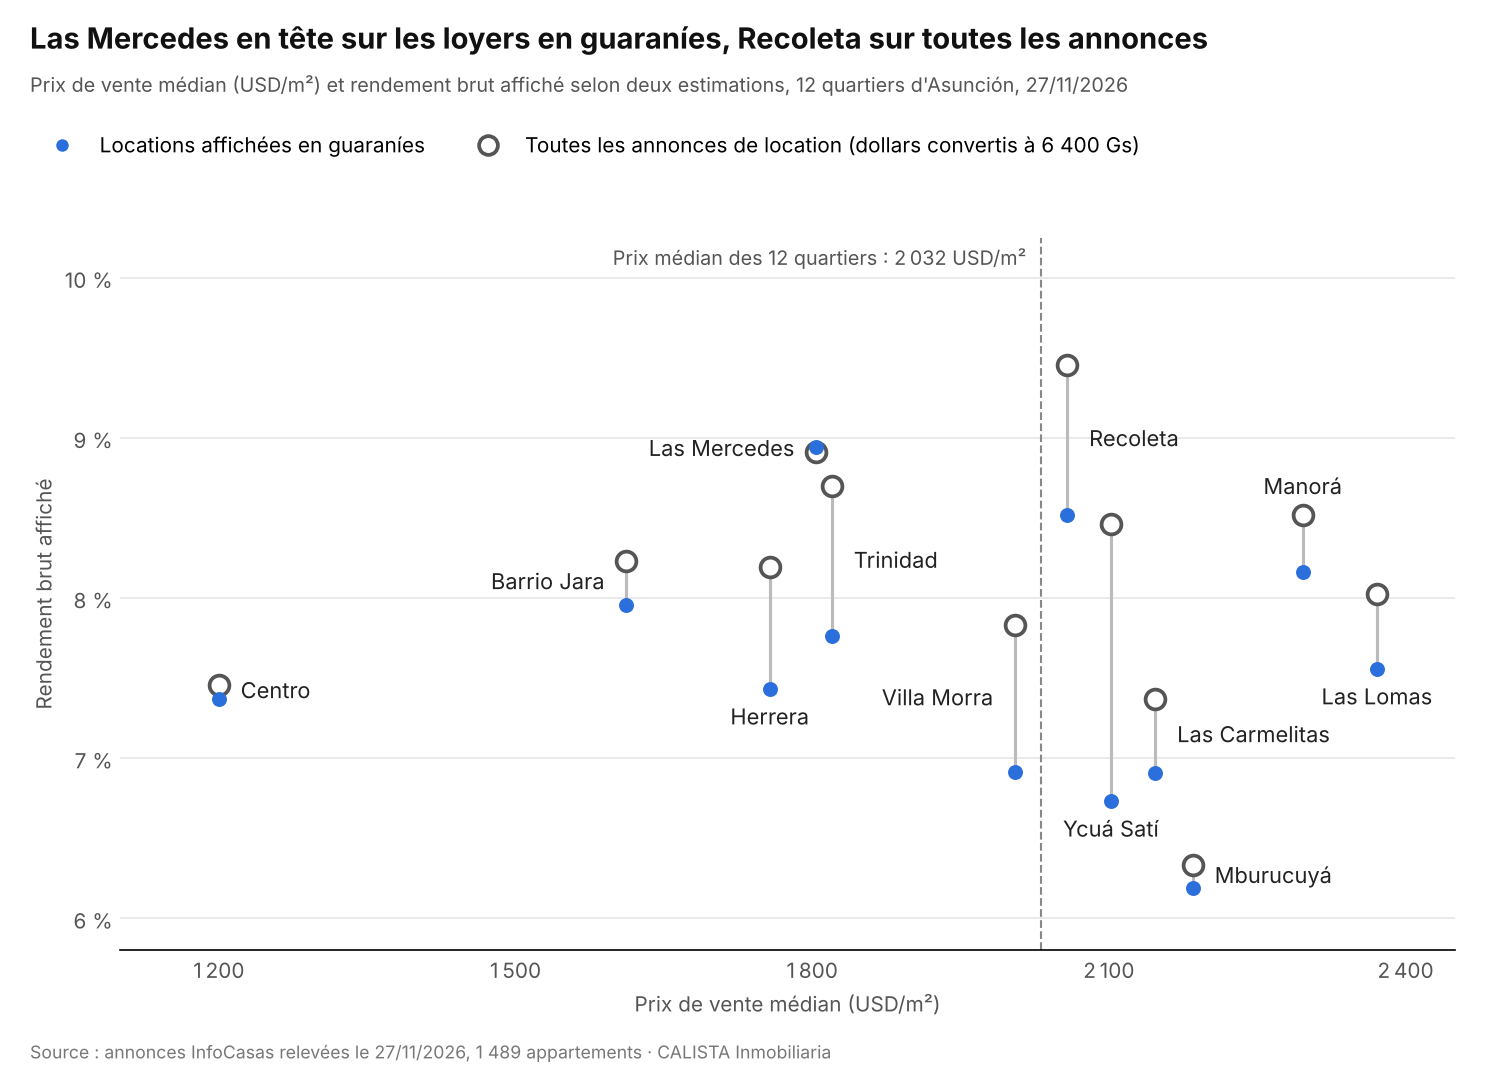 Las Mercedes en tête sur les loyers en guaraníes, Recoleta sur toutes les annonces
Prix de vente médian (USD/m²) et rendement brut affiché selon deux estimations, 12 quartiers d'Asunción, 27/11/2026
Locations affichées en guaraníes
Toutes les annonces de location (dollars convertis à 6 400 Gs)
Prix médian des 12 quartiers : 2 032 USD/m²
10 %
9 %
8 %
7 %
6 %
Rendement brut affiché
Recoleta
Las Mercedes
Manorá
Trinidad
Barrio Jara
Centro
Villa Morra
Las Lomas
Herrera
Las Carmelitas
Ycuá Satí
Mburucuyá
1 200
1 500
1 800
2 100
2 400
Prix de vente médian (USD/m²)
Source : annonces InfoCasas relevées le 27/11/2026, 1 489 appartements · CALISTA Inmobiliaria